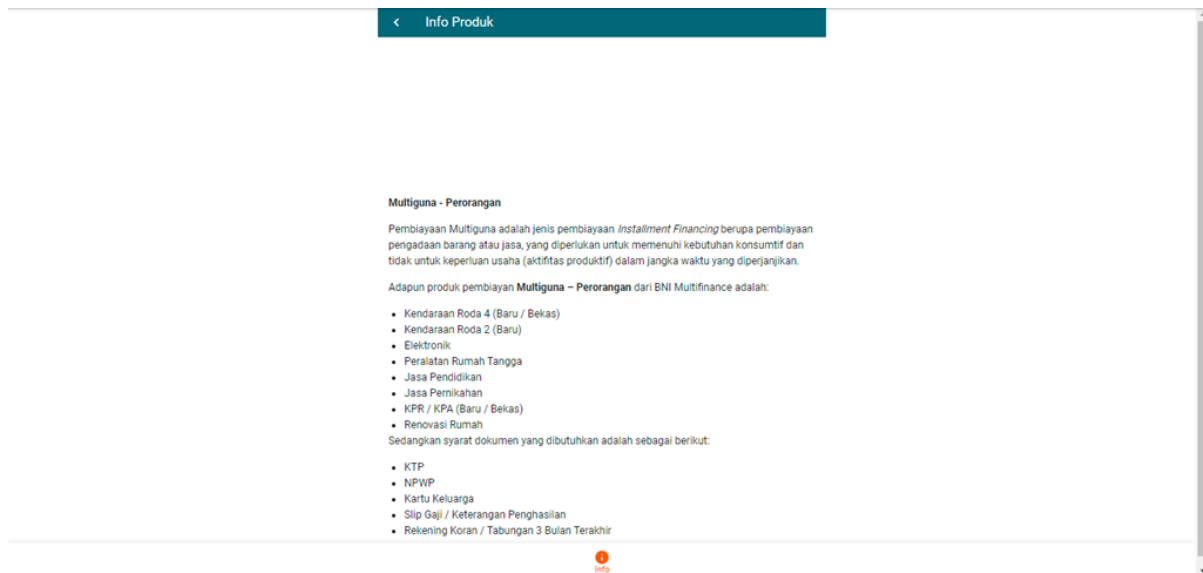 Info Produk
Multiguna - Perorangan
Pembiayaan Multiguna adalah jenis pembiayaan Installment Financing berupa pembiayaan
pengadaan barang atau jasa, yang diperlukan untuk memenuhi kebutuhan konsumtif dan
tidak untuk keperluan usaha (aktifitas produktif) dalam jangka waktu yang diperjanjikan.
Adapun produk pembiayan Multiguna – Perorangan dari BNI Multifinance adalah:
Kendaraan Roda 4 (Baru / Bekas)
Kendaraan Roda 2 (Baru)
Elektronik
Peralatan Rumah Tangga
Jasa Pendidikan
Jasa Pernikahan
KPR / KPA (Baru / Bekas)
Renovasi Rumah
Sedangkan syarat dokumen yang dibutuhkan adalah sebagai berikut:
KTP
NPWP
Kartu Keluarga
Slip Gaji / Keterangan Penghasilan
Rekening Koran / Tabungan 3 Bulan Terakhir
Info